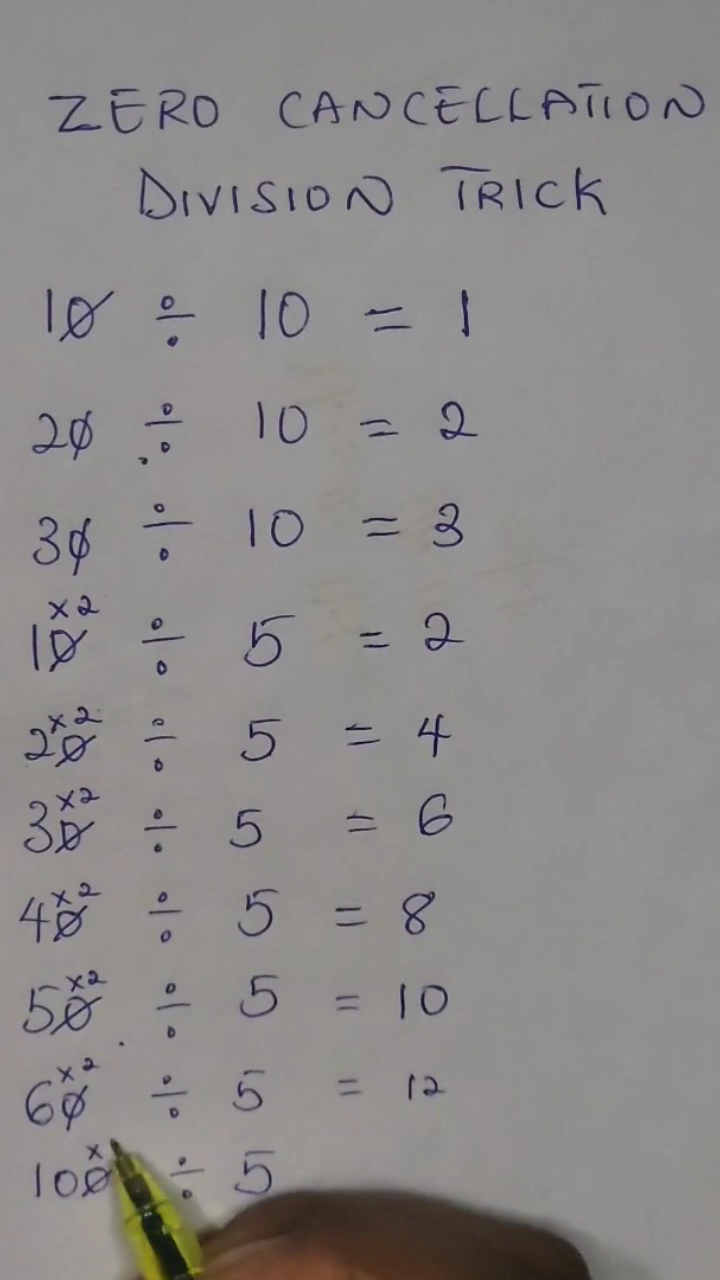 ZERO CANCELLATION
DIVISION TRICK
10 ÷ 10 = 1
20 ÷ 10 = 2
30 ÷ 10 = 3
10 ×2 ÷ 5 = 2
20 ×2 ÷ 5 = 4
30 ×2 ÷ 5 = 6
40 ×2 ÷ 5 = 8
50 ×2 ÷ 5 = 10
60 ×2 ÷ 5 = 12
100 × ÷ 5